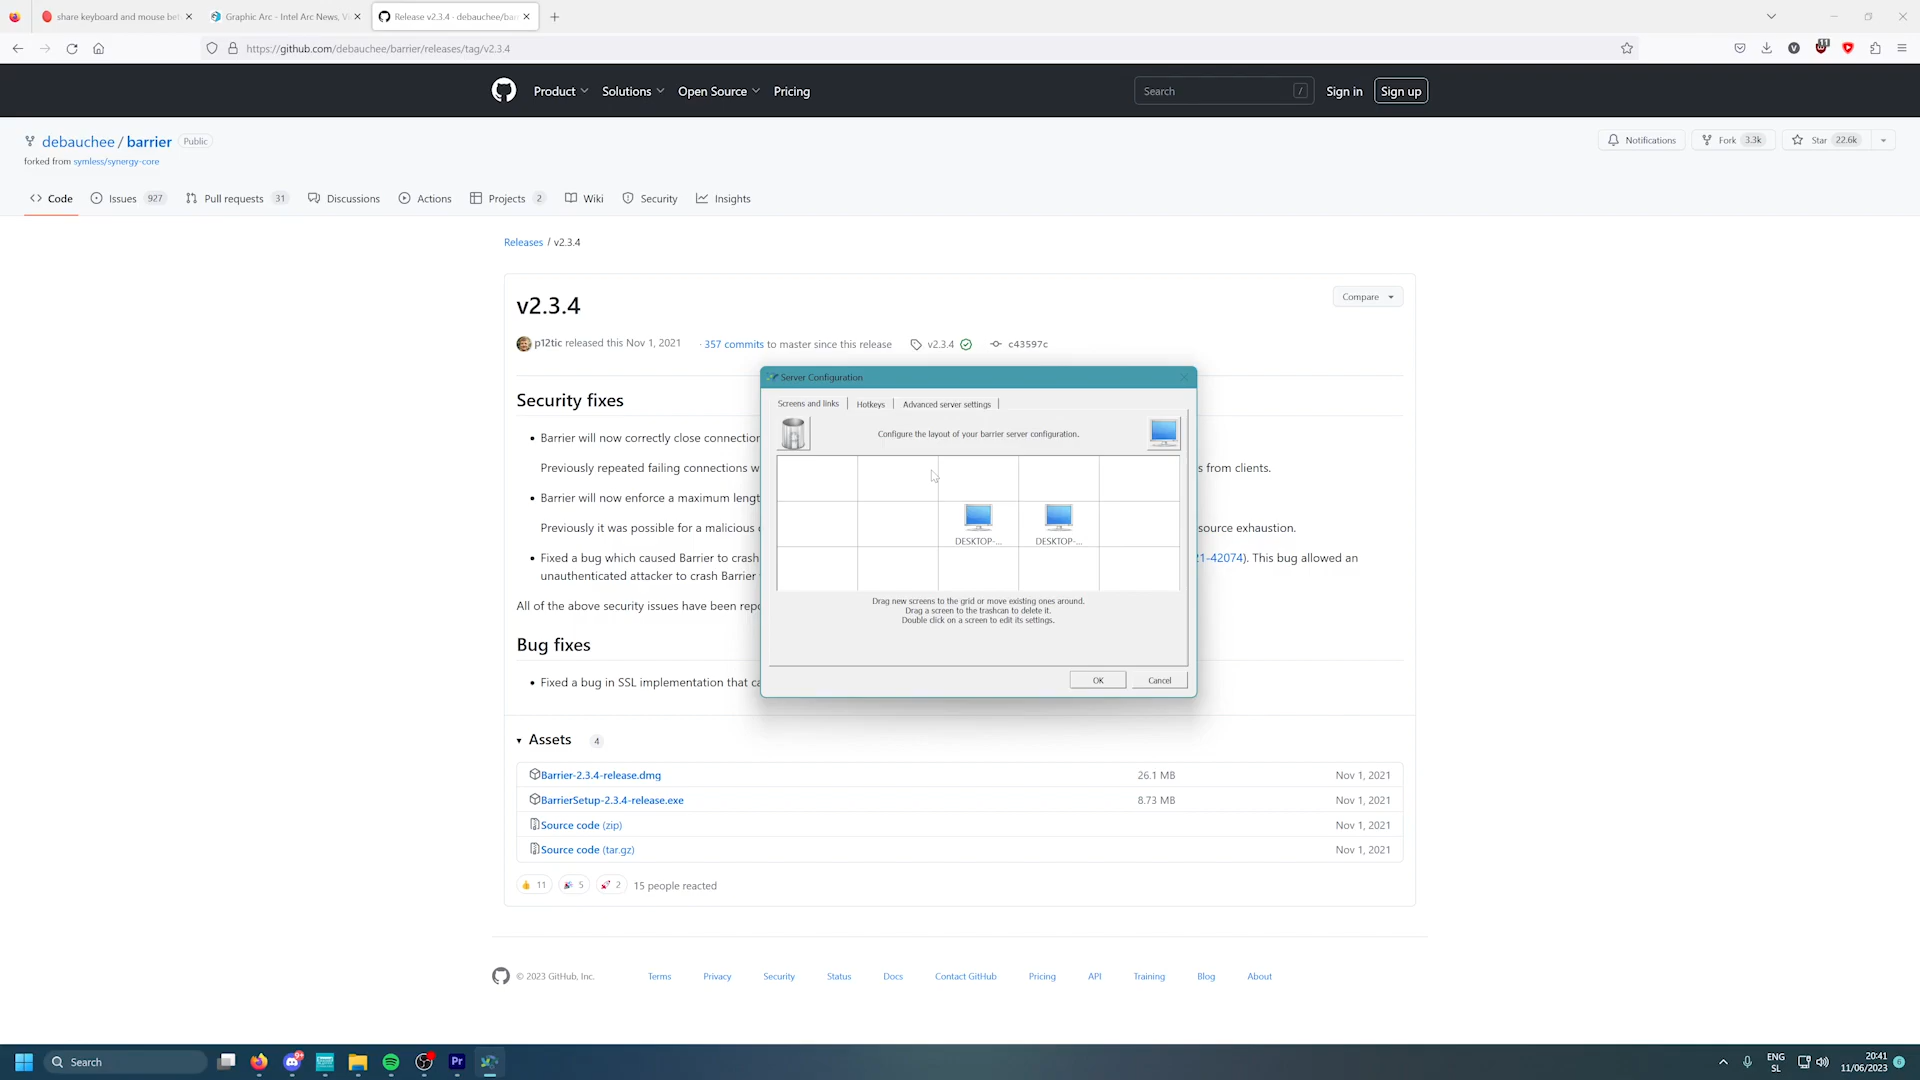 share keyboard and mouse bet
Graphic Arc - Intel Arc News, V
Release v2.3.4 · debauchee/bar
https://github.com/debauchee/barrier/releases/tag/v2.3.4
11
Product
Solutions
Open Source
Pricing
Search
/
Sign in
Sign up
debauchee / barrier
Public
Notifications
Fork 3.3k
Star 22.6k
forked from symless/synergy-core
Code
Issues 927
Pull requests 31
Discussions
Actions
Projects 2
Wiki
Security
Insights
Releases / v2.3.4
v2.3.4
Compare
p12tic released this Nov 1, 2021
· 357 commits to master since this release
v2.3.4
c43597c
Security fixes
• Barrier will now correctly close connection
Previously repeated failing connections w
s from clients.
• Barrier will now enforce a maximum lengt
Previously it was possible for a malicious
source exhaustion.
• Fixed a bug which caused Barrier to crash
1-42074). This bug allowed an
unauthenticated attacker to crash Barrier
All of the above security issues have been repo
Bug fixes
• Fixed a bug in SSL implementation that ca
Server Configuration
Screens and links
Hotkeys
Advanced server settings
Configure the layout of your barrier server configuration.
DESKTOP-...
DESKTOP-...
Drag new screens to the grid or move existing ones around.
Drag a screen to the trashcan to delete it.
Double click on a screen to edit its settings.
OK
Cancel
Assets 4
Barrier-2.3.4-release.dmg
26.1 MB
Nov 1, 2021
BarrierSetup-2.3.4-release.exe
8.73 MB
Nov 1, 2021
Source code (zip)
Nov 1, 2021
Source code (tar.gz)
Nov 1, 2021
11
5
2
15 people reacted
© 2023 GitHub, Inc.
Terms
Privacy
Security
Status
Docs
Contact GitHub
Pricing
API
Training
Blog
About
Search
Pr
ENG
SL
20:41
11/06/2023